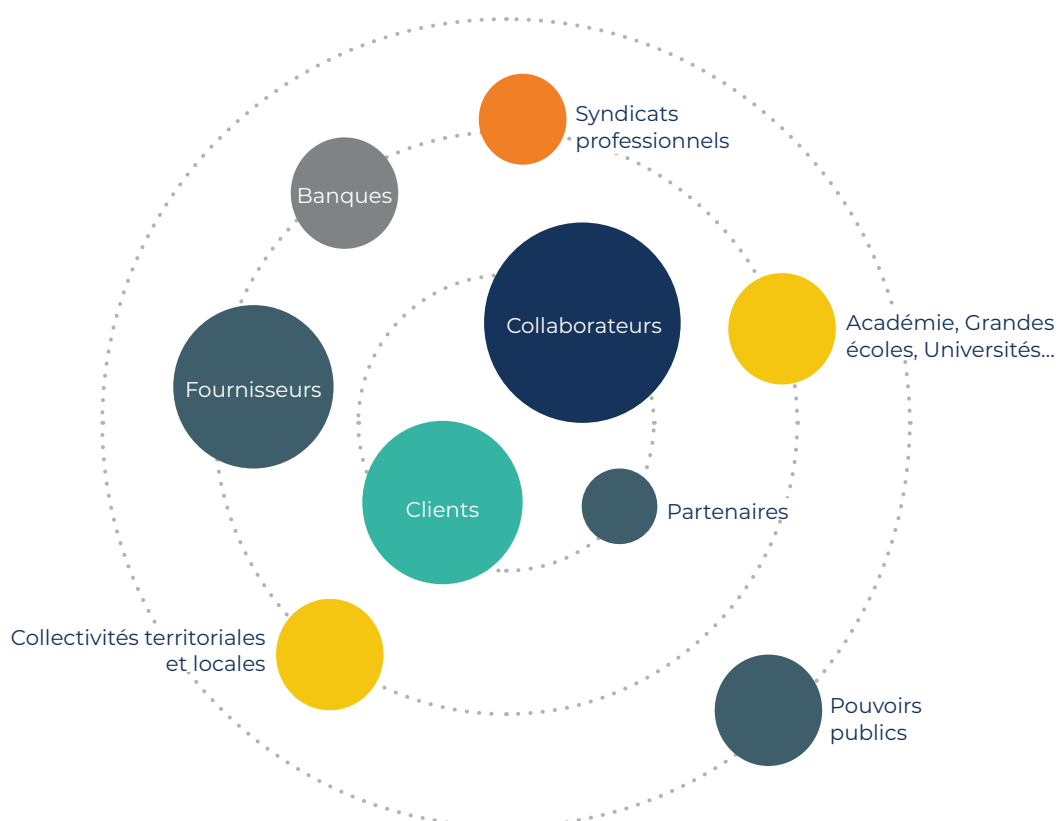 Syndicats
professionnels
Banques
Collaborateurs
Académie, Grandes
écoles, Universités...
Fournisseurs
Clients
Partenaires
Collectivités territoriales
et locales
Pouvoirs
publics